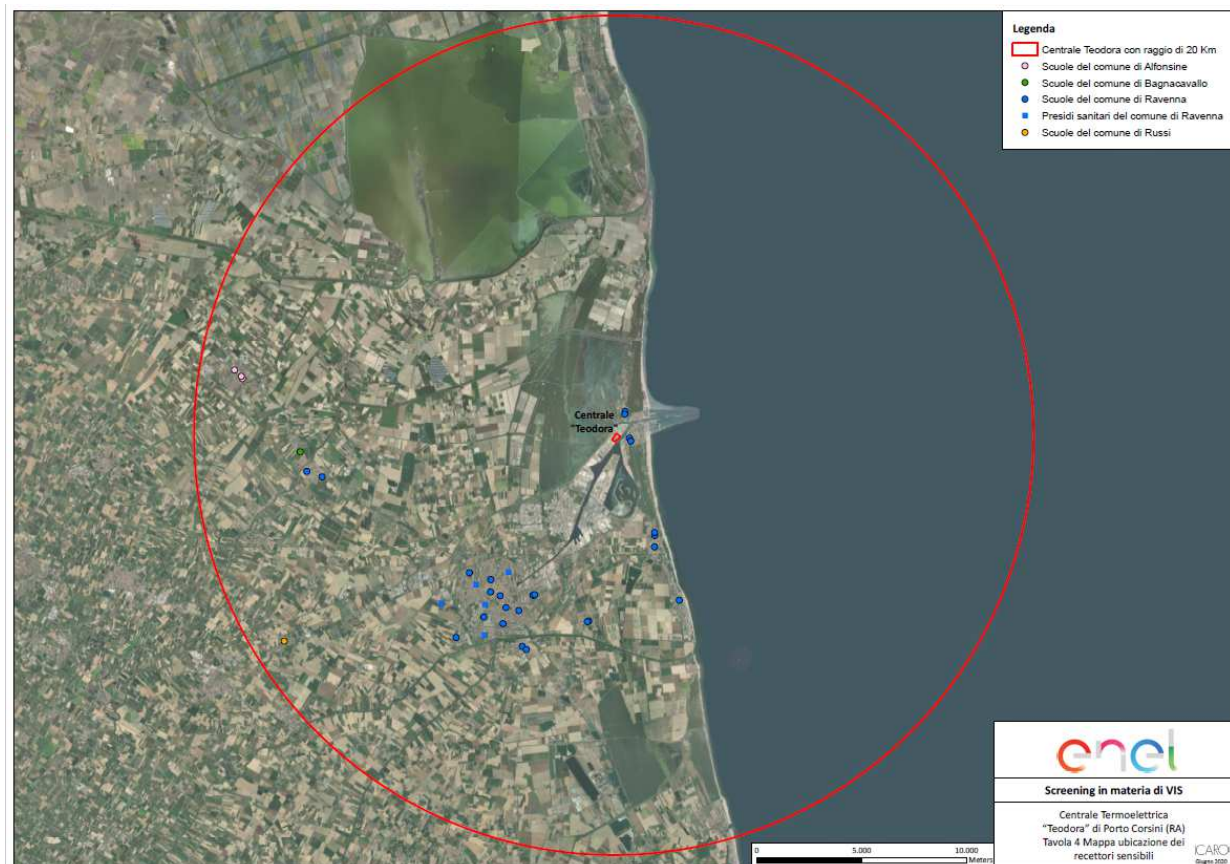 Legenda
Centrale Teodora con raggio di 20 Km
Scuole del comune di Alfonsine
Scuole del comune di Bagnacavallo
Scuole del comune di Ravenna
Presidi sanitari del comune di Ravenna
Scuole del comune di Russi
Centrale
"Teodora"
enel
Screening in materia di VIS
Centrale Termoelettrica
"Teodora" di Porto Corsini (RA)
Tavola 4 Mappa ubicazione dei
recettori sensibili
ICARO
Giugno
0
5.000
10.000
Meters